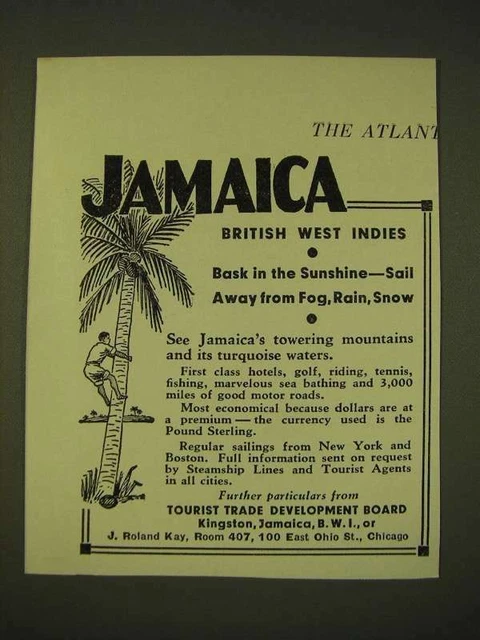 THE ATLANT
JAMAICA
BRITISH WEST INDIES
Bask in the Sunshine—Sail
Away from Fog, Rain, Snow
See Jamaica's towering mountains
and its turquoise waters.
First class hotels, golf, riding, tennis,
fishing, marvelous sea bathing and 3,000
miles of good motor roads.
Most economical because dollars are at
a premium—the currency used is the
Pound Sterling.
Regular sailings from New York and
Boston. Full information sent on request
by Steamship Lines and Tourist Agents
in all cities.
Further particulars from
TOURIST TRADE DEVELOPMENT BOARD
Kingston, Jamaica, B. W. I., or
J. Roland Kay, Room 407, 100 East Ohio St., Chicago